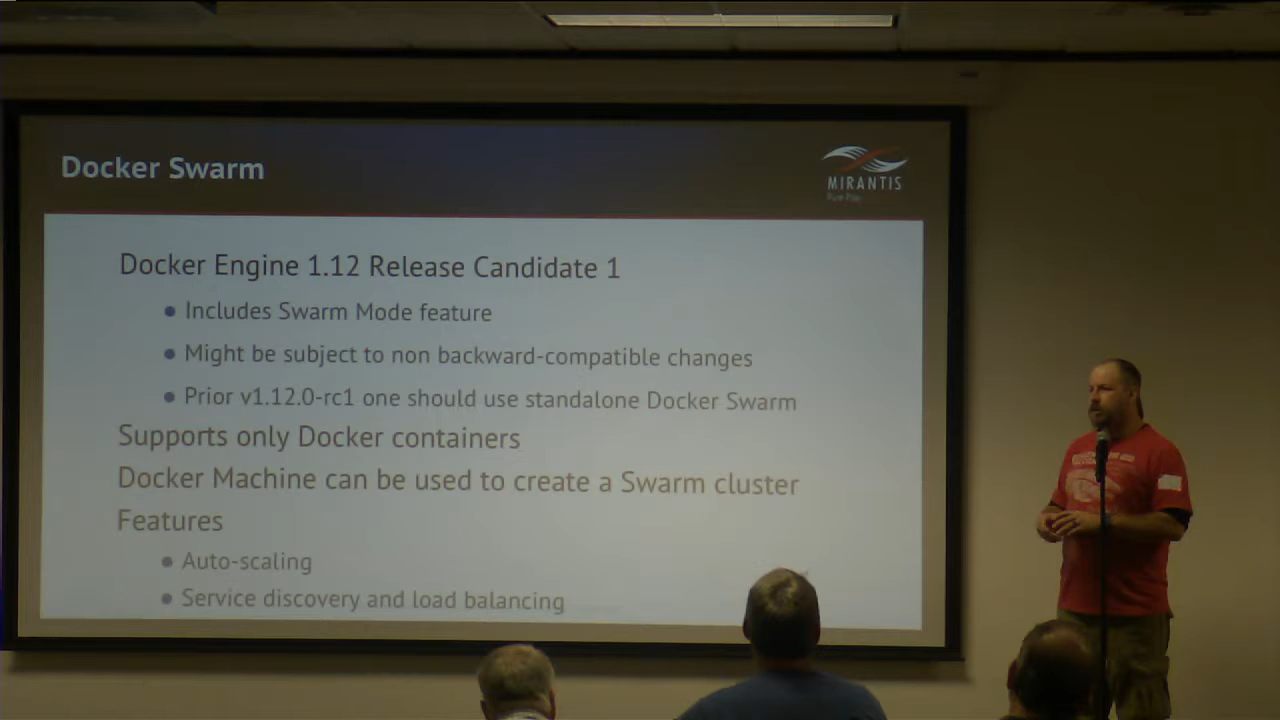 Docker Swarm
MIRANTIS
Pure Play
Docker Engine 1.12 Release Candidate 1
Includes Swarm Mode feature
Might be subject to non backward-compatible changes
Prior v1.12.0-rc1 one should use standalone Docker Swarm
Supports only Docker containers
Docker Machine can be used to create a Swarm cluster
Features
Auto-scaling
Service discovery and load balancing